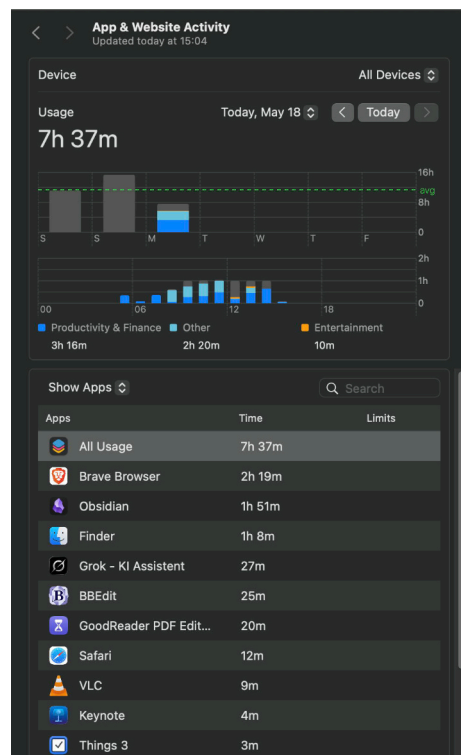 App & Website Activity
Updated today at 15:04
Device All Devices
Usage Today, May 18 Today
7h 37m
16h
avg
8h
0
S S M T W T F
2h
1h
0
00 06 12 18
Productivity & Finance Other Entertainment
3h 16m 2h 20m 10m
Show Apps Search
Apps Time Limits
All Usage 7h 37m
Brave Browser 2h 19m
Obsidian 1h 51m
Finder 1h 8m
Grok - KI Assistent 27m
BBEdit 25m
GoodReader PDF Edit... 20m
Safari 12m
VLC 9m
Keynote 4m
Things 3 3m